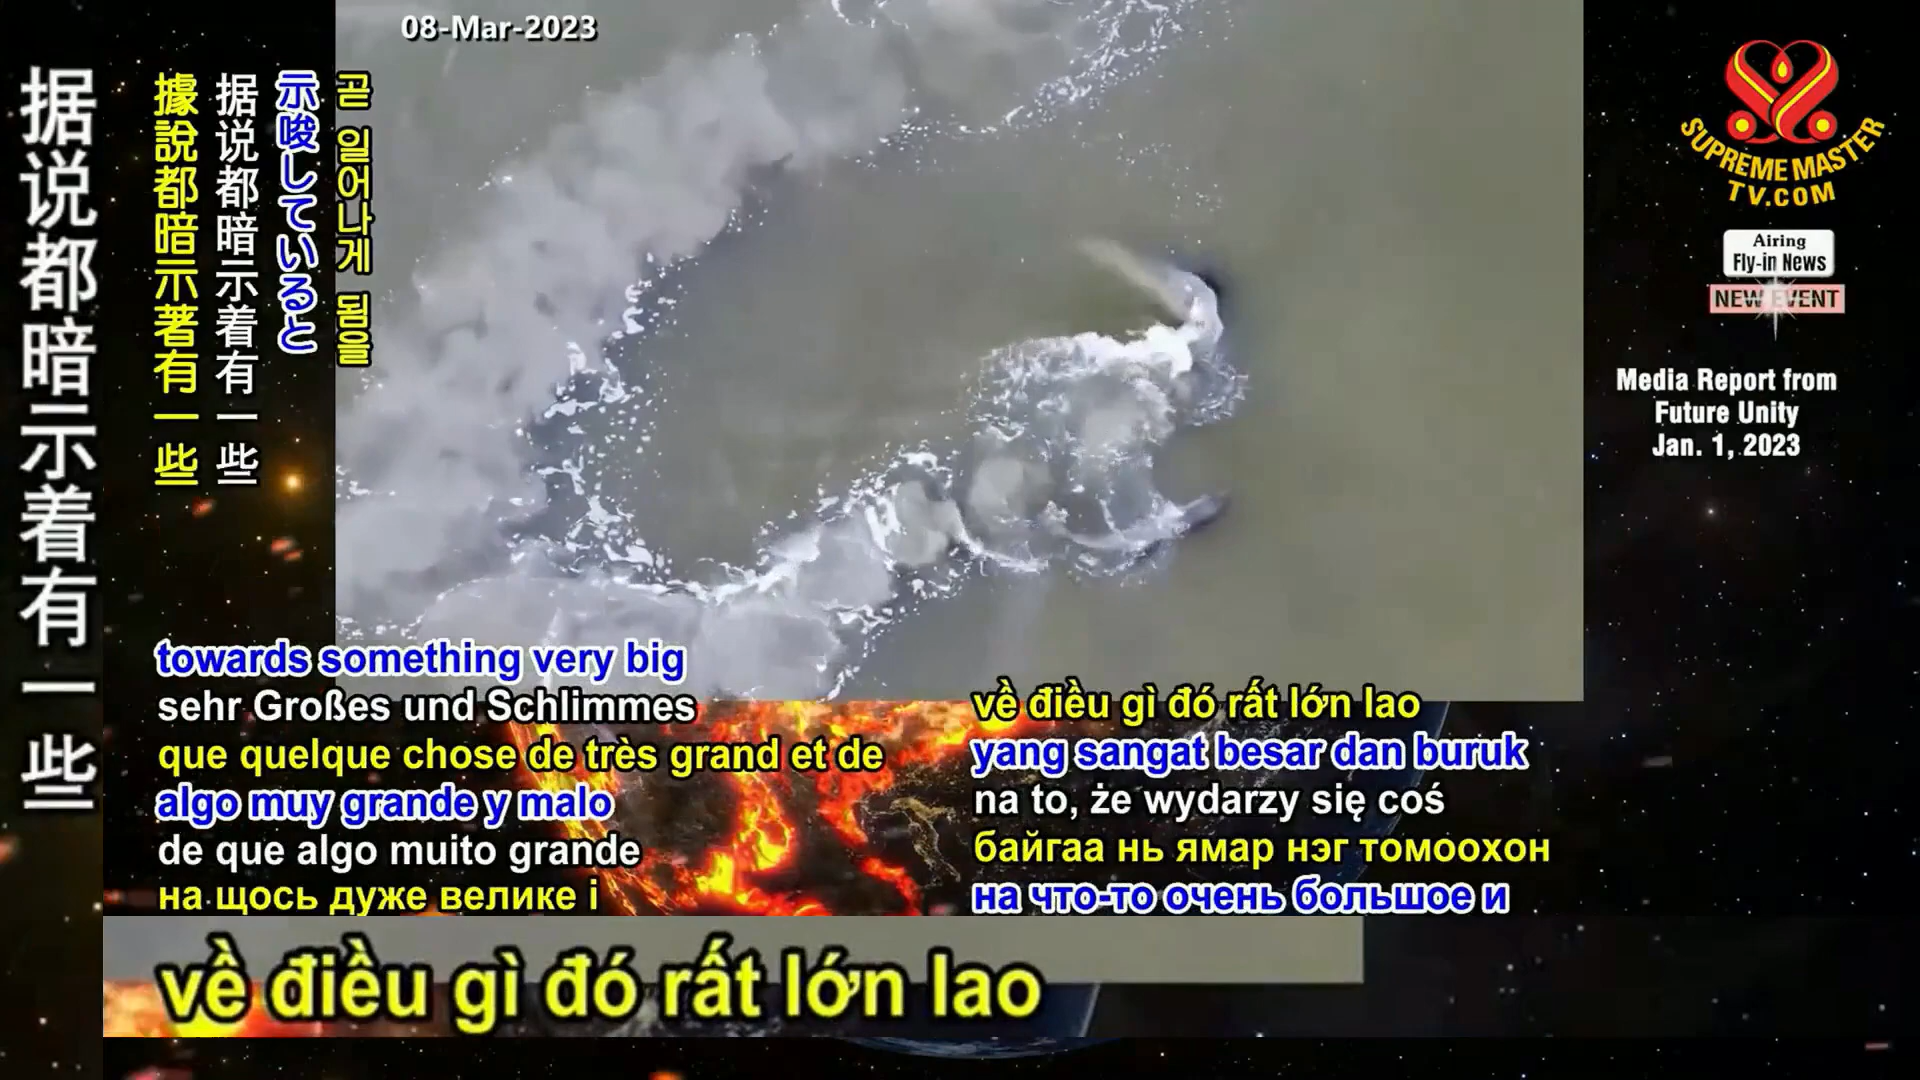 08-Mar-2023
据说都暗示着有一些
據說都暗示著有一些
据说都暗示着有一些
示唆していると
곧 일어나게 됨을
SUPREME MASTER
TV.COM
Airing
Fly-in News
NEW EVENT
Media Report from
Future Unity
Jan. 1, 2023
towards something very big
sehr Großes und Schlimmes
que quelque chose de très grand et de
algo muy grande y malo
de que algo muito grande
на щось дуже велике і
về điều gì đó rất lớn lao
yang sangat besar dan buruk
na to, że wydarzy się coś
байгаа нь ямар нэг томоохон
на что-то очень большое и
về điều gì đó rất lớn lao